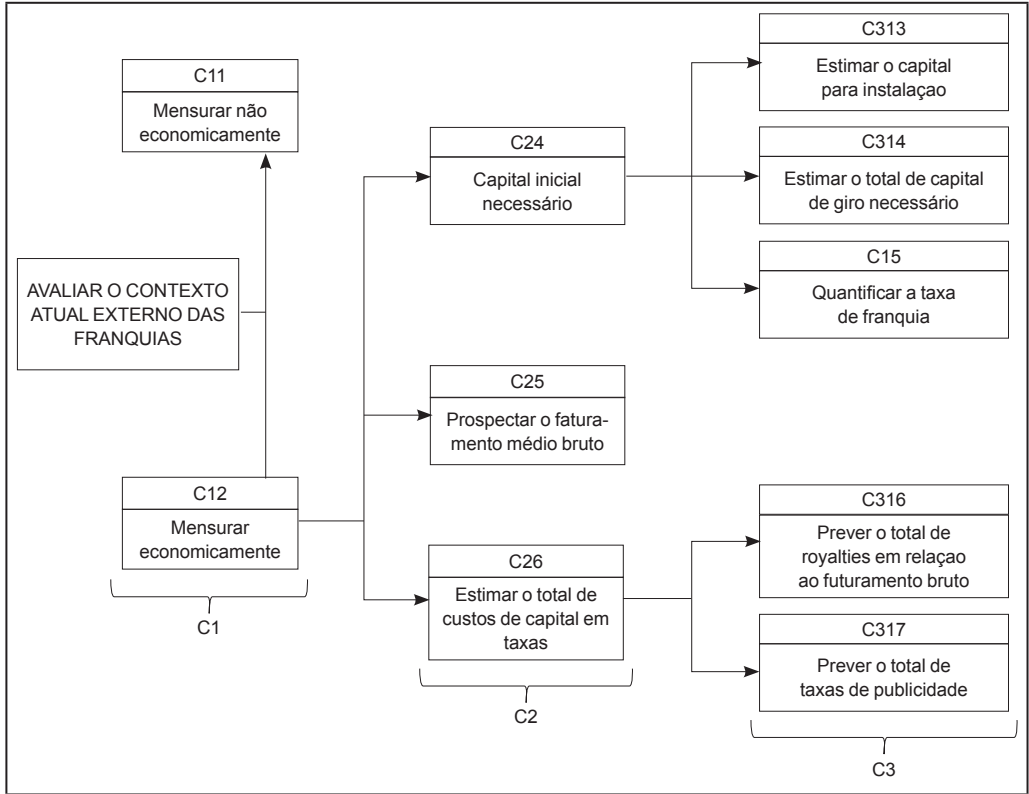 C11
Mensurar não
economicamente
AVALIAR O CONTEXTO
ATUAL EXTERNO DAS
FRANQUIAS
C12
Mensurar
economicamente
C1
C24
Capital inicial
necessário
C25
Prospectar o fatura-
mento médio bruto
C26
Estimar o total de
custos de capital em
taxas
C2
C313
Estimar o capital
para instalaçao
C314
Estimar o total de capital
de giro necessário
C15
Quantificar a taxa
de franquia
C316
Prever o total de
royalties em relaçao
ao futuramento bruto
C317
Prever o total de
taxas de publicidade
C3